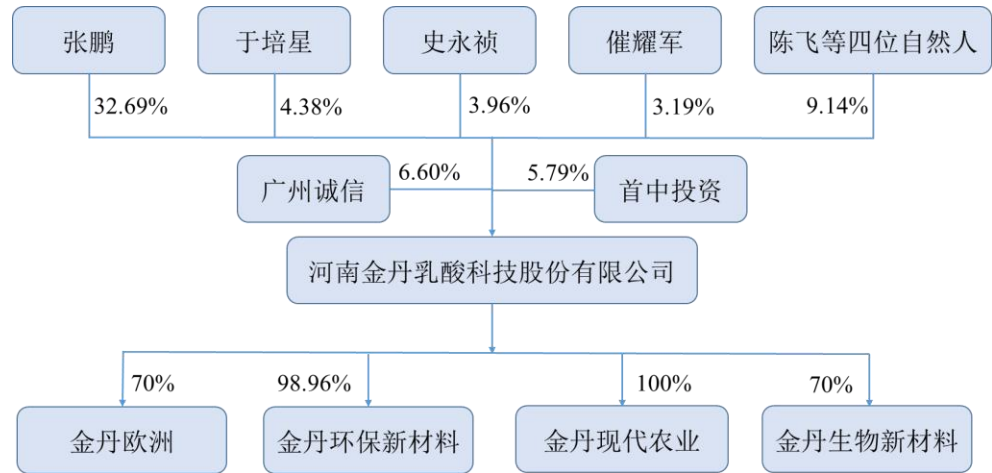 张鹏
于培星
史永祯
催耀军
陈飞等四位自然人
32.69%
4.38%
3.96%
3.19%
9.14%
广州诚信
6.60%
5.79%
首中投资
河南金丹乳酸科技股份有限公司
70%
98.96%
100%
70%
金丹欧洲
金丹环保新材料
金丹现代农业
金丹生物新材料